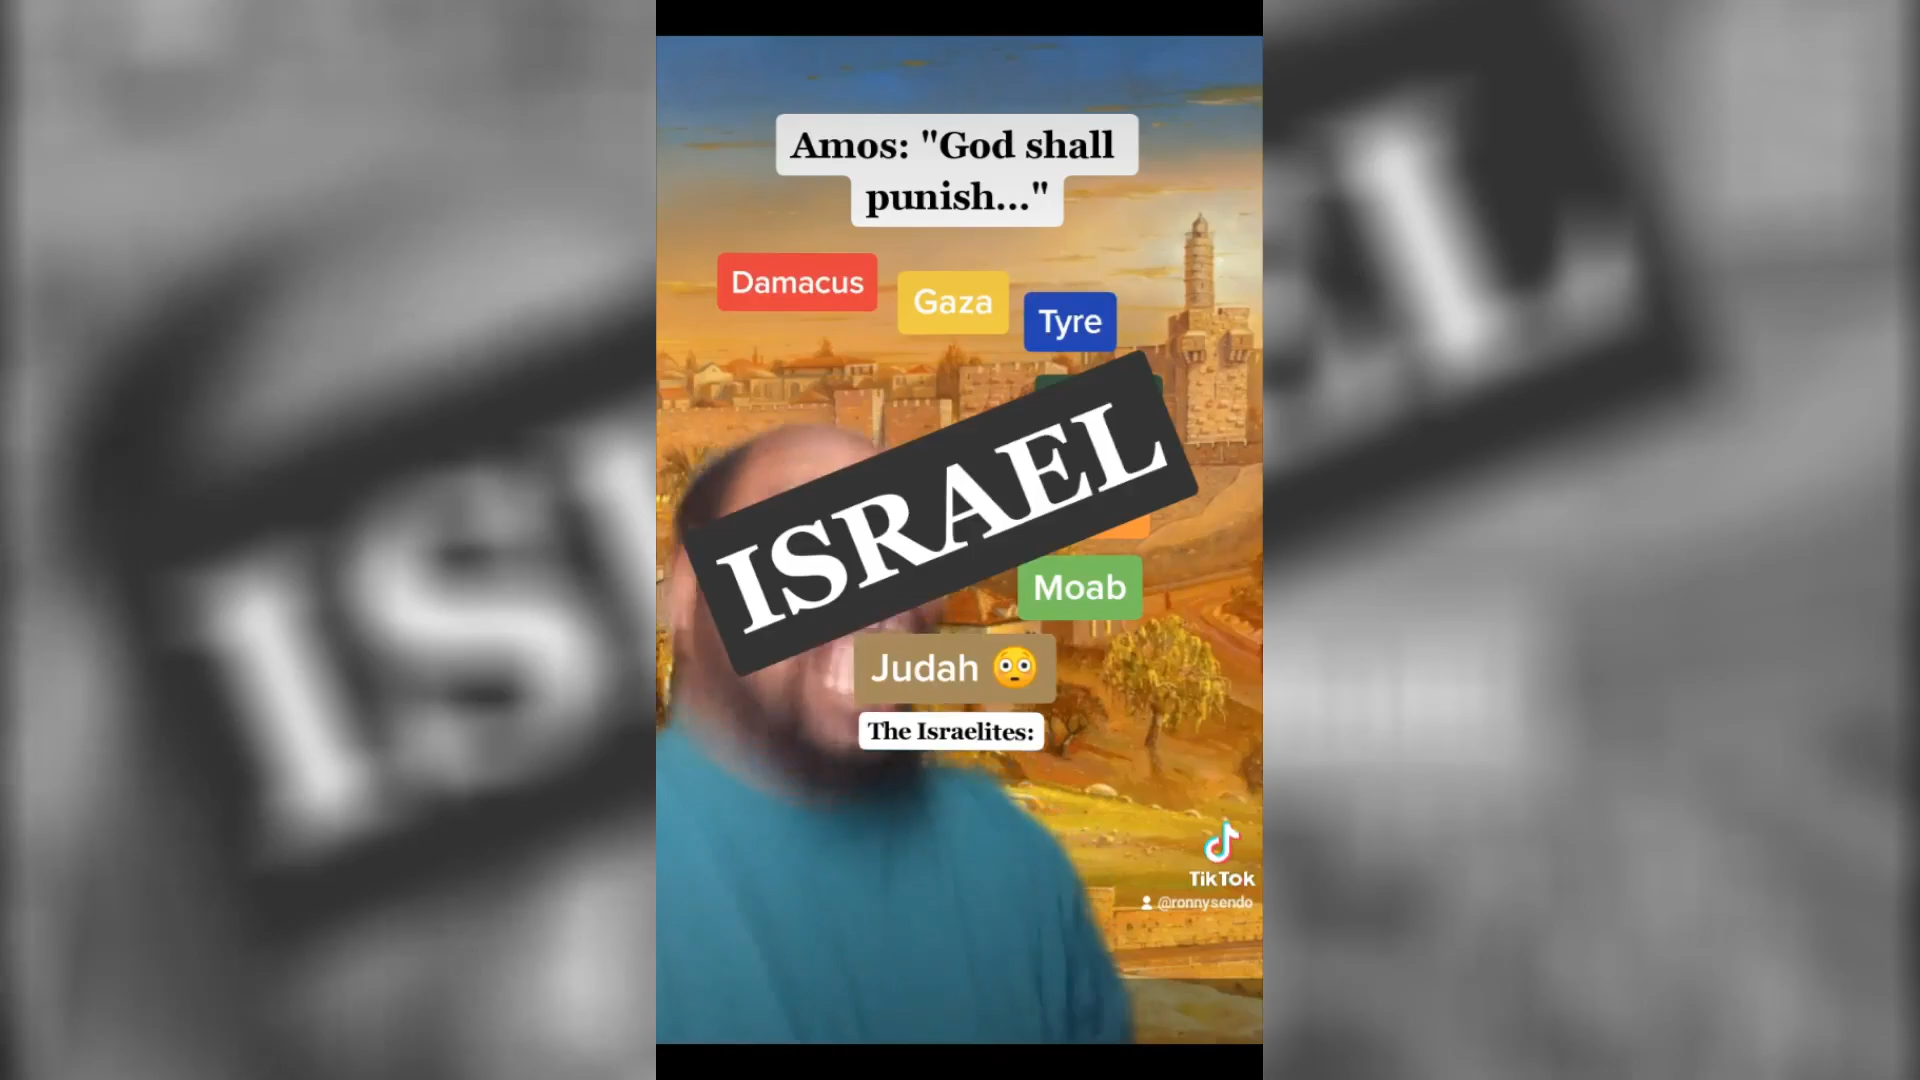 Amos: "God shall
punish..."
Damacus
Gaza
Tyre
ISRAEL
Moab
Judah 😳
The Israelites:
TikTok
@ronnysendo